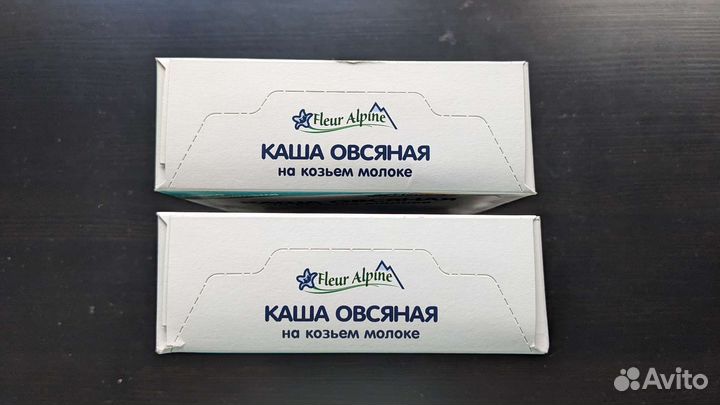 Fleur Alpine
КАША ОВСЯНАЯ
на козьем молоке
Fleur Alpine
КАША ОВСЯНАЯ
на козьем молоке
Avito